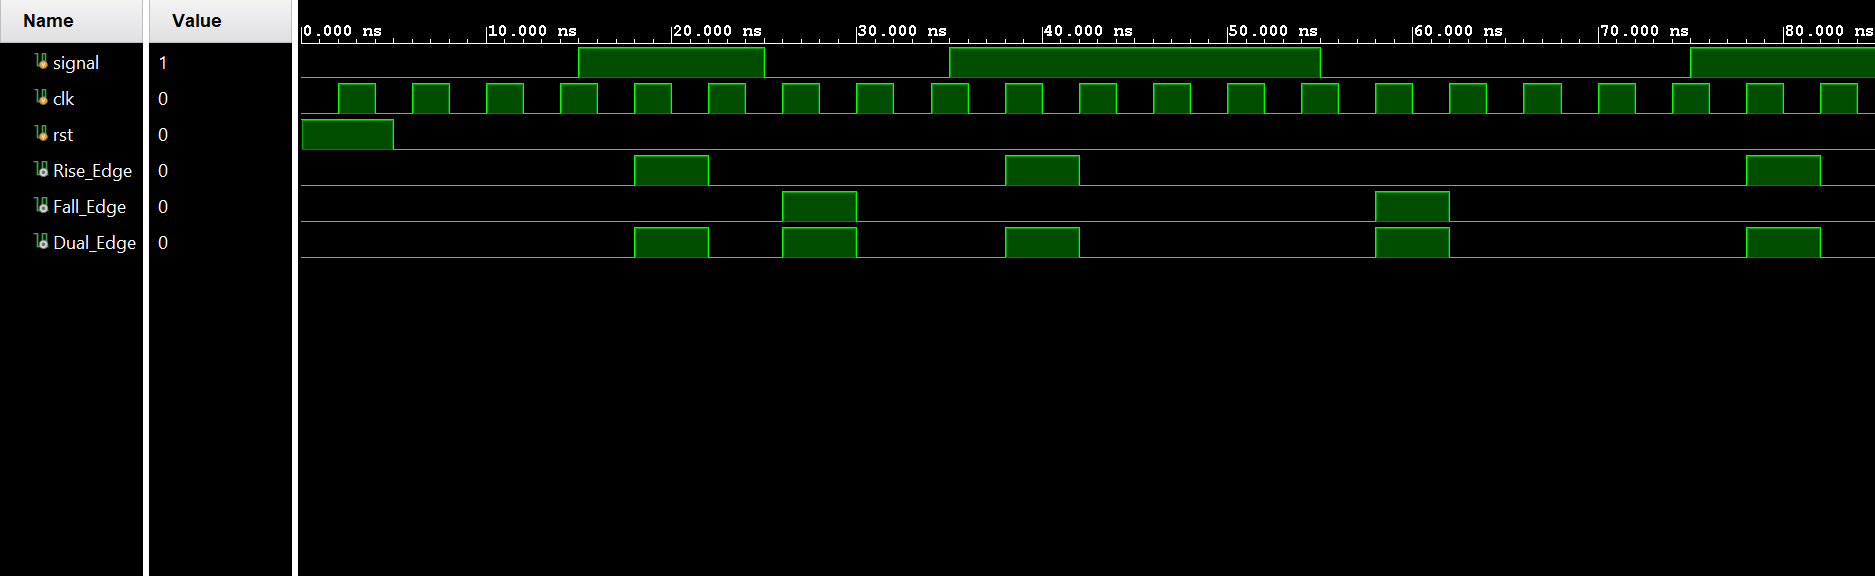 Name Value
0.000 ns 10.000 ns 20.000 ns 30.000 ns 40.000 ns 50.000 ns 60.000 ns 70.000 ns 80.000 ns
signal 1
clk 0
rst 0
Rise_Edge 0
Fall_Edge 0
Dual_Edge 0